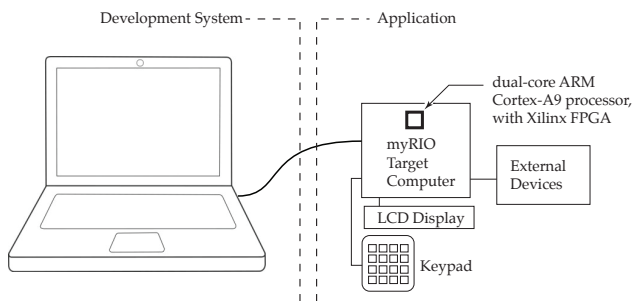 Development System
Application
dual-core ARM
Cortex-A9 processor,
with Xilinx FPGA
myRIO
Target
Computer
External
Devices
LCD Display
Keypad